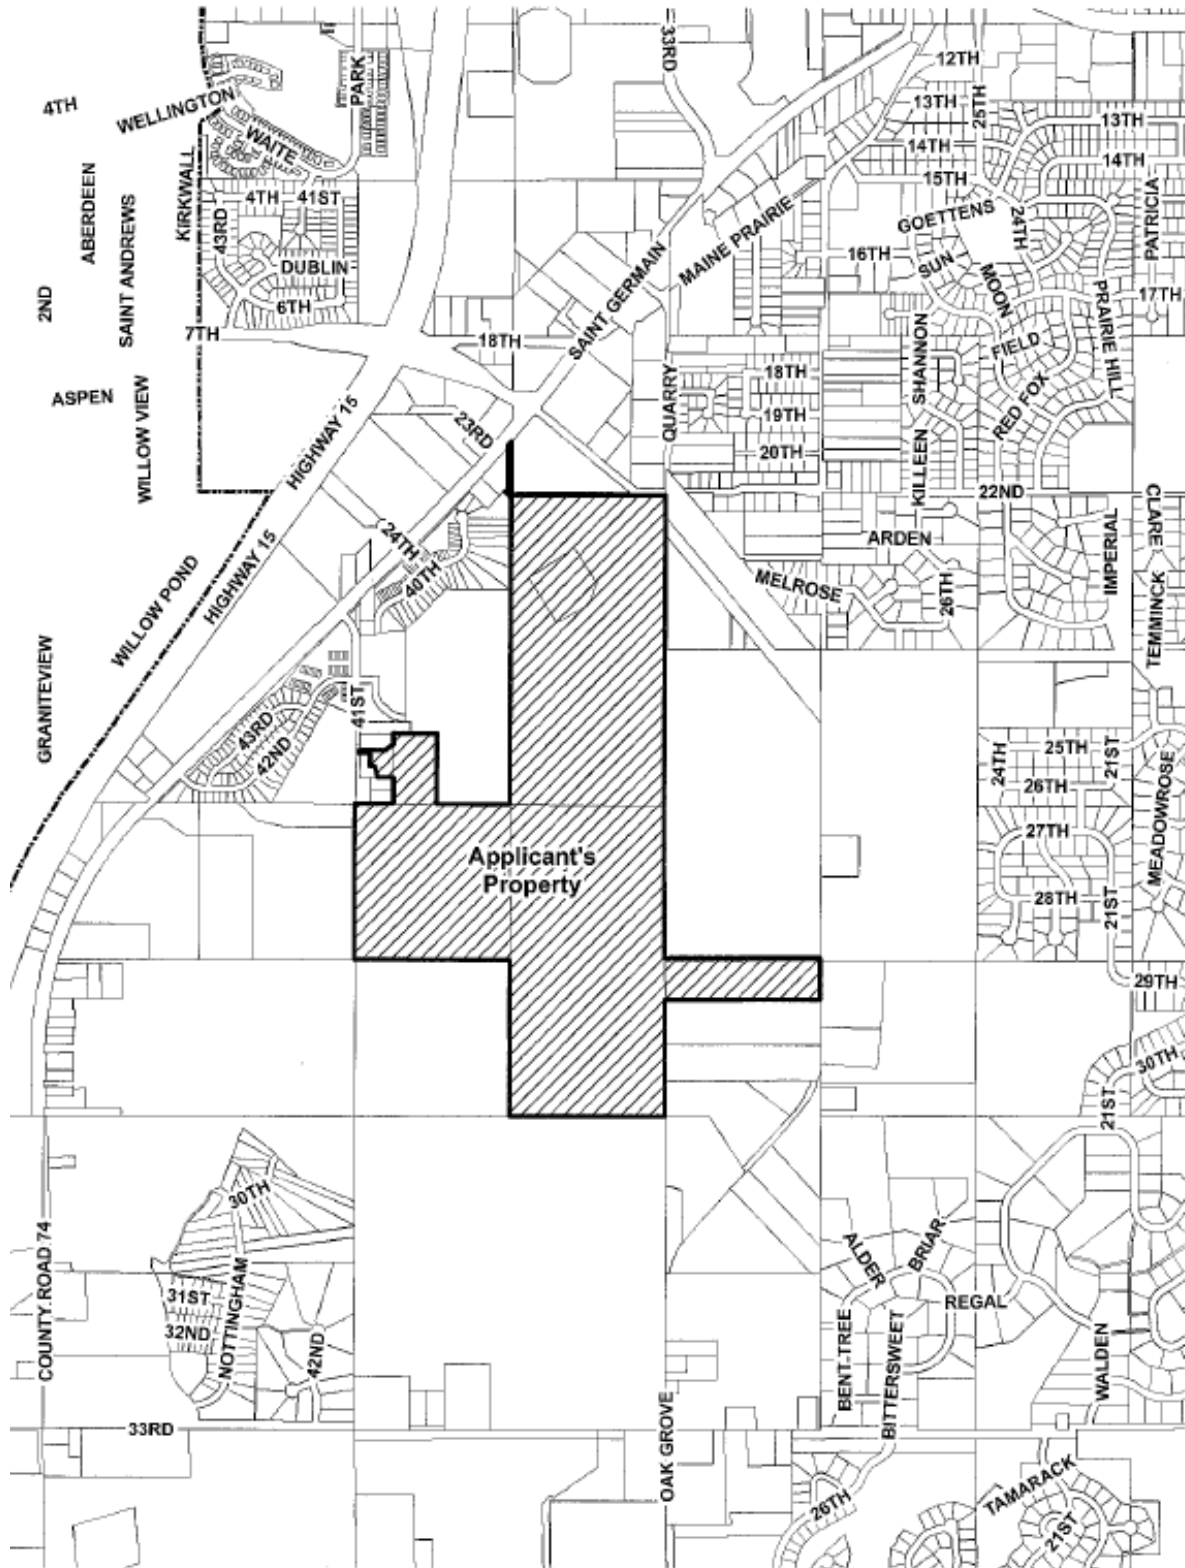 33RD
12TH
PARK
4TH
WELLINGTON
13TH
25TH
13TH
WAITE
14TH
14TH
ABERDEEN
SAINT ANDREWS
KIRKWALL
4TH
41ST
43RD
15TH
PATRICIA
GOETTENS
24TH
MAINE PRAIRIE
DUBLIN
16TH
SUN
MOON
2ND
6TH
SAINT GERMAIN
PRAIRIE HILL
17TH
7TH
18TH
SHANNON
FIELD
QUARRY
18TH
ASPEN
WILLOW VIEW
HIGHWAY 15
23RD
19TH
RED FOX
20TH
KILLEEN
22ND
CLARE
24TH
ARDEN
IMPERIAL
HIGHWAY 15
40TH
MELROSE
26TH
WILLOW POND
TEMMINCK
GRANITEVIEW
41ST
43RD
42ND
24TH
25TH
21ST
26TH
MEADOWROSE
27TH
Applicant's
Property
28TH
21ST
29TH
30TH
21ST
30TH
COUNTY ROAD 74
NOTTINGHAM
ALDER
BRIAR
31ST
REGAL
32ND
42ND
BENT TREE
BITTERSWEET
WALDEN
33RD
OAK GROVE
26TH
TAMARACK
21ST